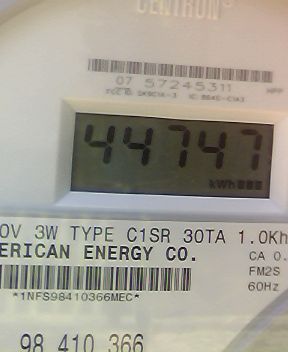 CENTRON®
07 57245311
44747
kWh
0V 3W TYPE C1SR 30TA 1.0Kh
ERICAN ENERGY CO.
CA 0.
FM2S
*1NFS98410366MEC*
60Hz
98 410 366